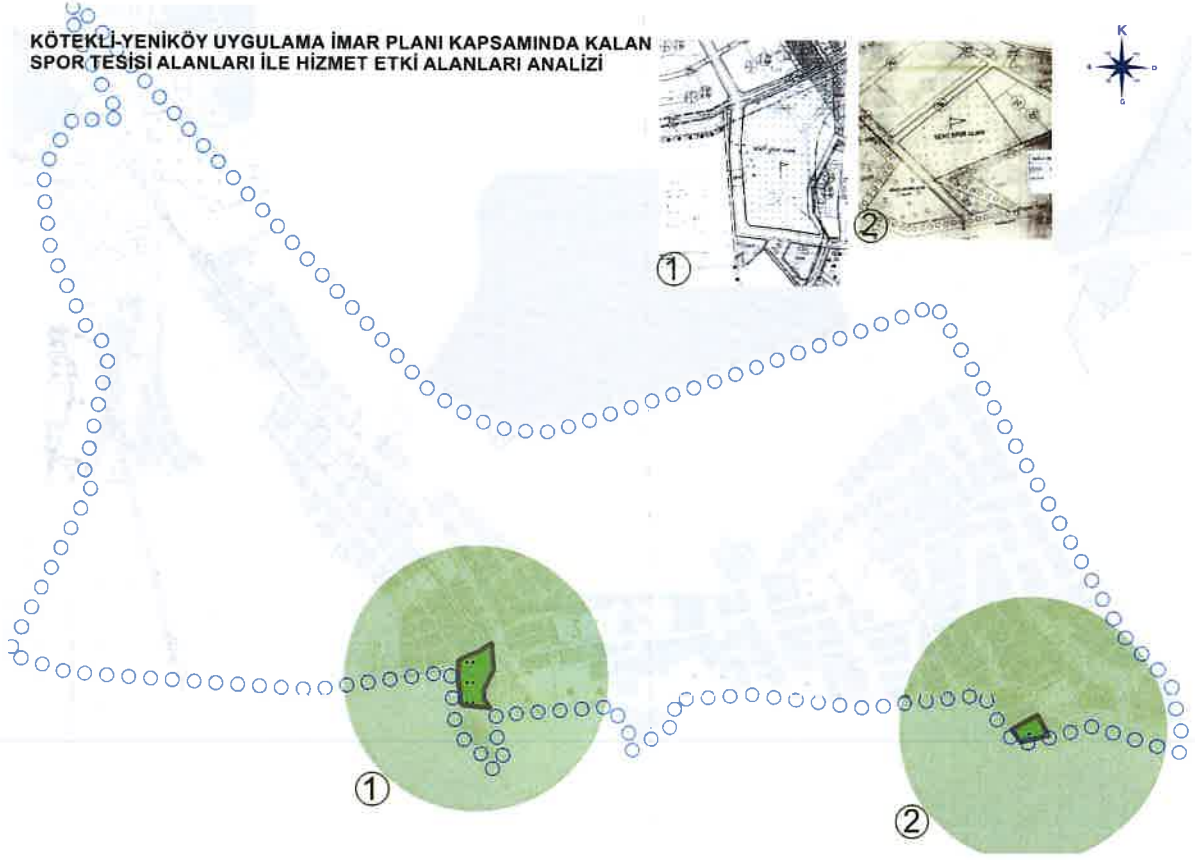 KÖTEKLİ-YENİKÖY UYGULAMA İMAR PLANI KAPSAMINDA KALAN
SPOR TESİSİ ALANLARI İLE HİZMET ETKİ ALANLARI ANALİZİ
K
D
G
1
2
1
2